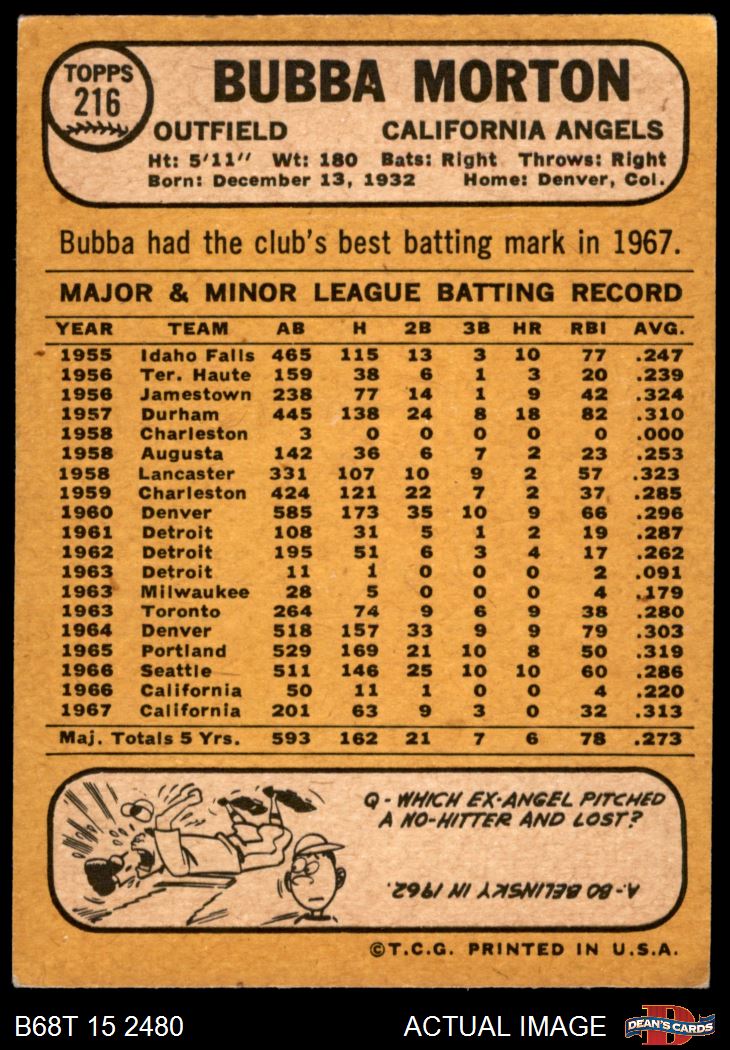 TOPPS
216
BUBBA MORTON
OUTFIELD CALIFORNIA ANGELS
Ht: 5'11" Wt: 180 Bats: Right Throws: Right
Born: December 13, 1932 Home: Denver, Col.
Bubba had the club's best batting mark in 1967.
MAJOR & MINOR LEAGUE BATTING RECORD
YEAR TEAM AB H 2B 3B HR RBI AVG.
1955 Idaho Falls 465 115 13 3 10 77 .247
1956 Ter. Haute 159 38 6 1 3 20 .239
1956 Jamestown 238 77 14 1 9 42 .324
1957 Durham 445 138 24 8 18 82 .310
1958 Charleston 3 0 0 0 0 0 .000
1958 Augusta 142 36 6 7 2 23 .253
1958 Lancaster 331 107 10 9 2 57 .323
1959 Charleston 424 121 22 7 2 37 .285
1960 Denver 585 173 35 10 9 66 .296
1961 Detroit 108 31 5 1 2 19 .287
1962 Detroit 195 51 6 3 4 17 .262
1963 Detroit 11 1 0 0 0 2 .091
1963 Milwaukee 28 5 0 0 0 4 .179
1963 Toronto 264 74 9 6 9 38 .280
1964 Denver 518 157 33 9 9 79 .303
1965 Portland 529 169 21 10 8 50 .319
1966 Seattle 511 146 25 10 10 60 .286
1966 California 50 11 1 0 0 4 .220
1967 California 201 63 9 3 0 32 .313
Maj. Totals 5 Yrs. 593 162 21 7 6 78 .273
Q - WHICH EX-ANGEL PITCHED
A NO-HITTER AND LOST?
A - BO BELINSKY IN 1962.
©T.C.G. PRINTED IN U.S.A.
B68T 15 2480 ACTUAL IMAGE D DEAN'S CARDS